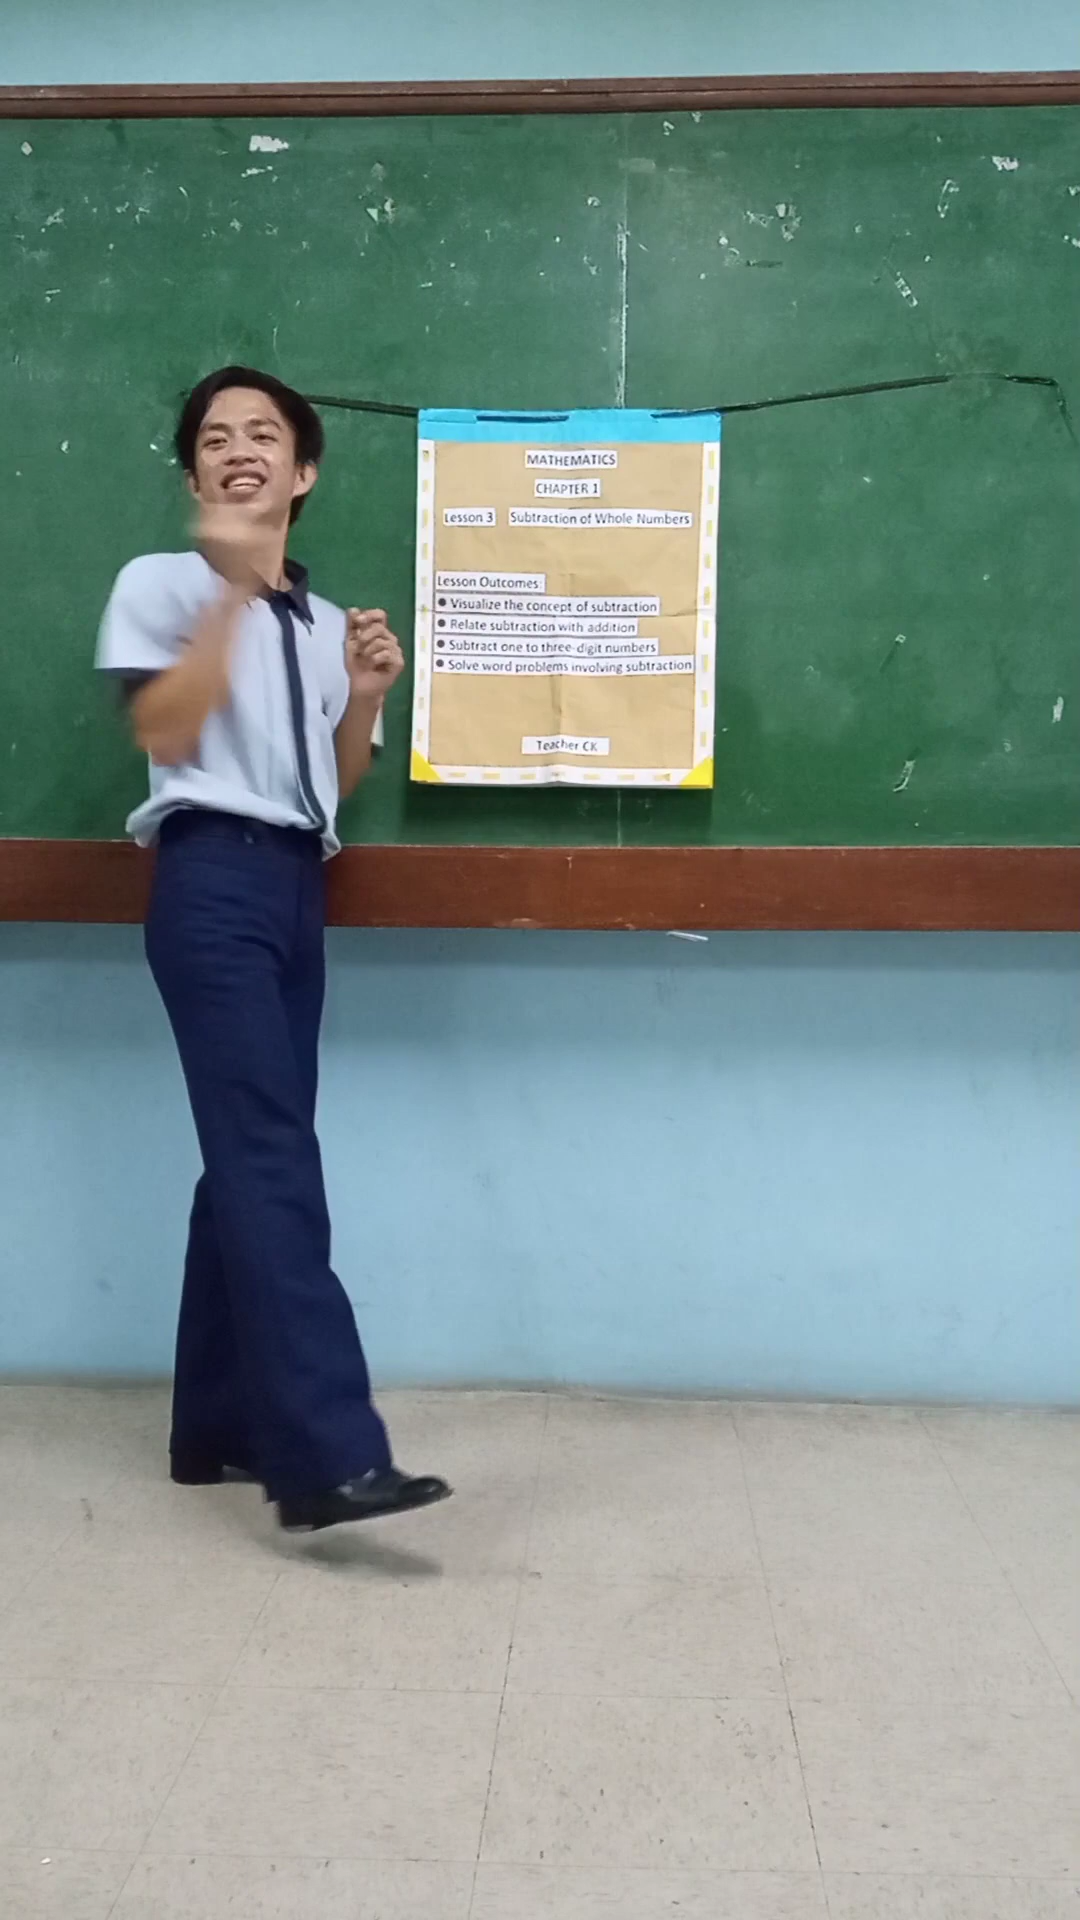 MATHEMATICS
CHAPTER 1
Lesson 3 Subtraction of Whole Numbers
Lesson Outcomes:
● Visualize the concept of subtraction
● Relate subtraction with addition
● Subtract one to three-digit numbers
● Solve word problems involving subtraction
Teacher CK